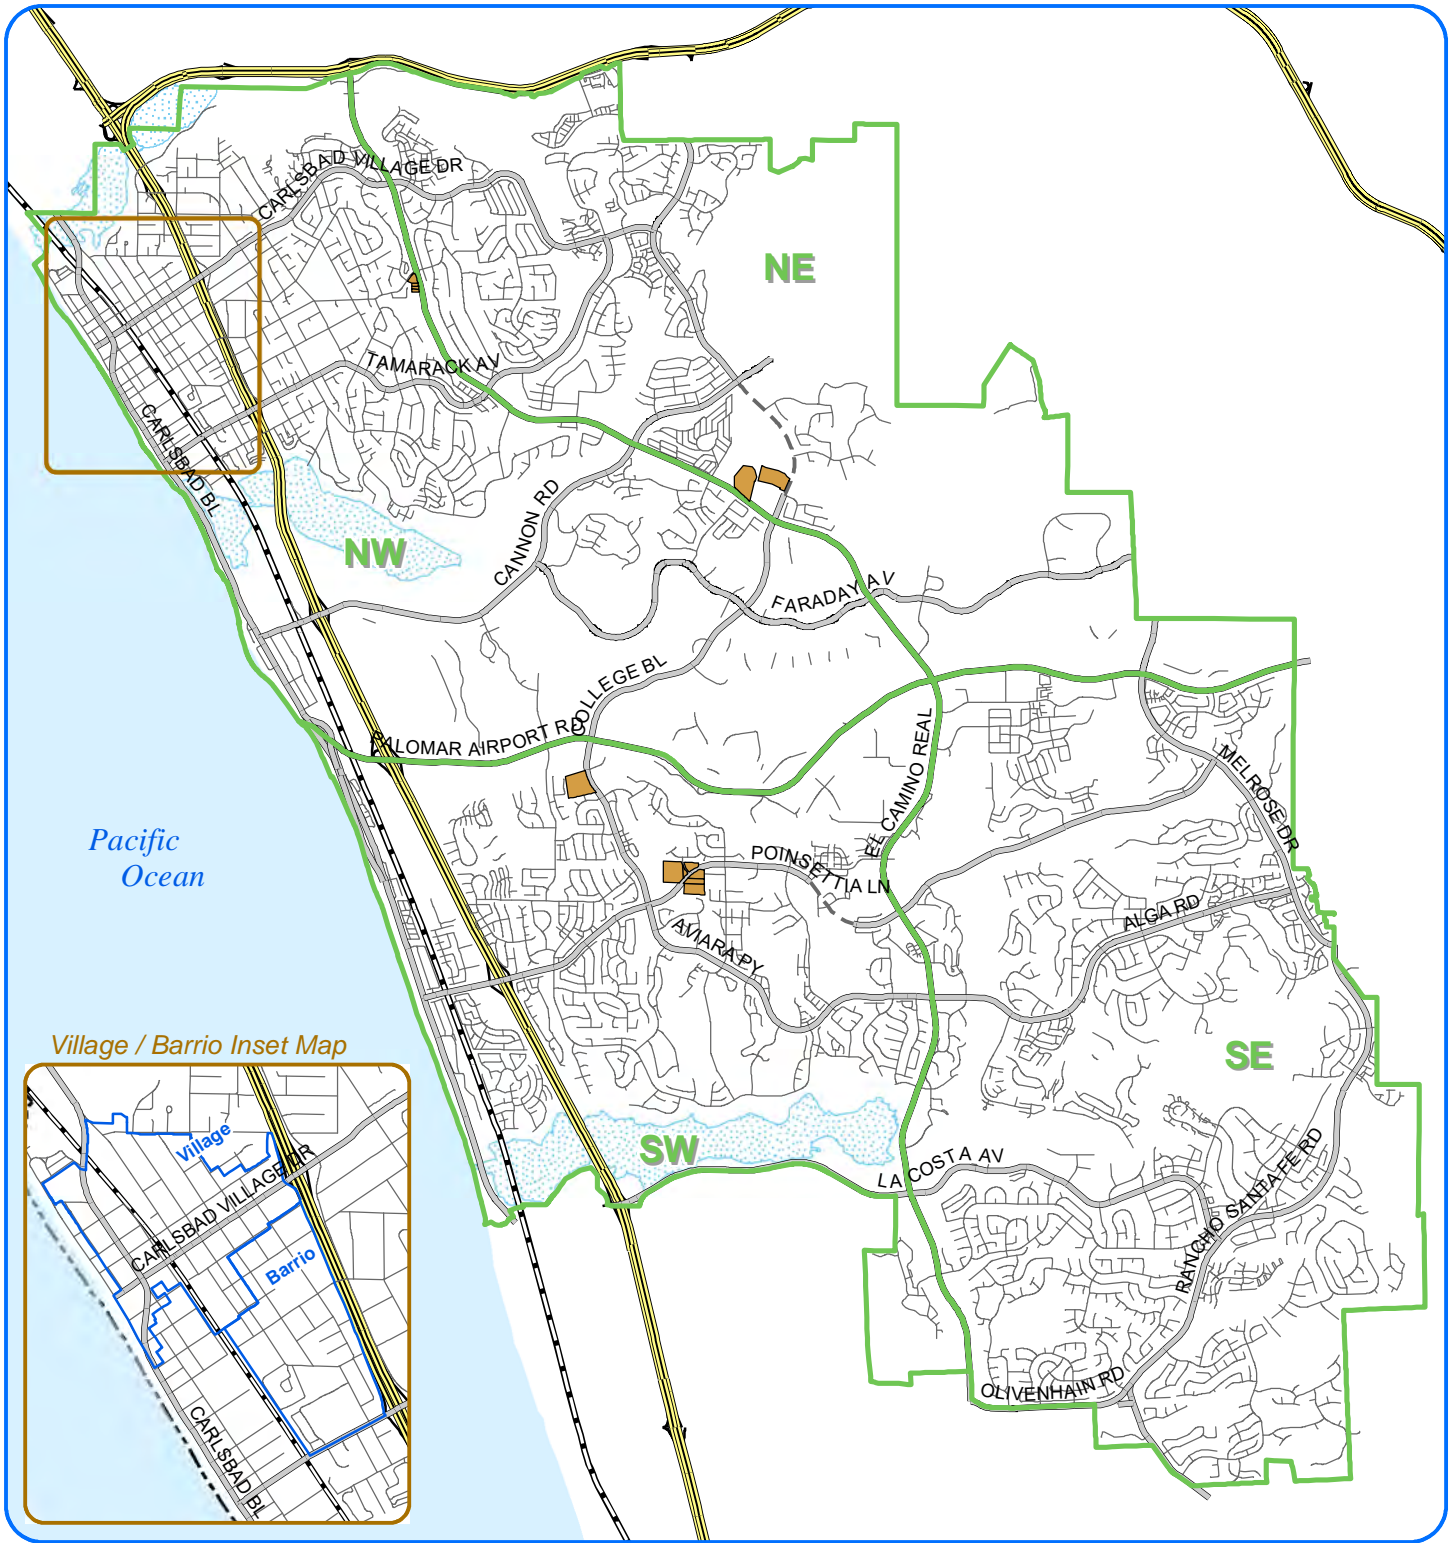 CARLSBAD VILLAGE DR
NE
TAMARACK AV
CARLSBAD BL
CANNON RD
NW
FARADAY AV
COLLEGE BL
PALOMAR AIRPORT RD
EL CAMINO REAL
MELROSE DR
Pacific
Ocean
POINSETTIA LN
ALGA RD
AVIARA PY
SE
SW
LA COSTA AV
RANCHO SANTA FE RD
OLIVENHAIN RD
Village / Barrio Inset Map
Village
CARLSBAD VILLAGE DR
Barrio
CARLSBAD BL